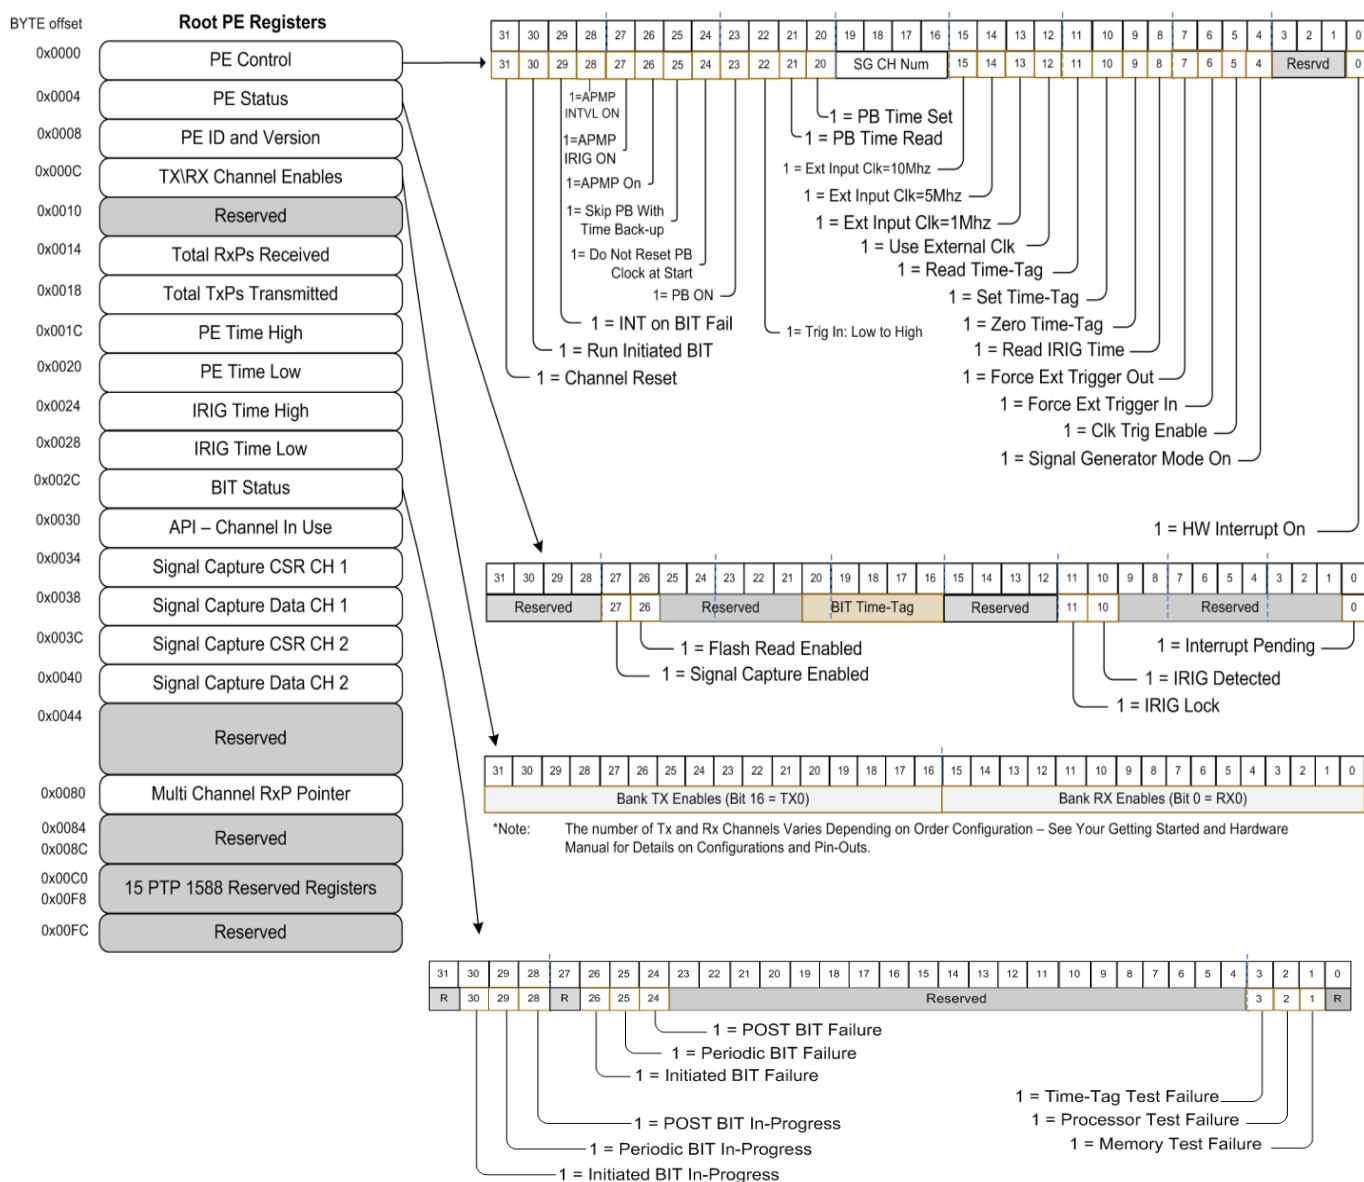 BYTE offset
Root PE Registers
0x0000
PE Control
0x0004
PE Status
0x0008
PE ID and Version
0x000C
TX\RX Channel Enables
0x0010
Reserved
0x0014
Total RxPs Received
0x0018
Total TxPs Transmitted
0x001C
PE Time High
0x0020
PE Time Low
0x0024
IRIG Time High
0x0028
IRIG Time Low
0x002C
BIT Status
0x0030
API – Channel In Use
0x0034
Signal Capture CSR CH 1
0x0038
Signal Capture Data CH 1
0x003C
Signal Capture CSR CH 2
0x0040
Signal Capture Data CH 2
0x0044
Reserved
0x0080
Multi Channel RxP Pointer
0x0084
0x008C
Reserved
0x00C0
0x00F8
15 PTP 1588 Reserved Registers
0x00FC
Reserved
31 30 29 28 27 26 25 24 23 22 21 20 19 18 17 16 15 14 13 12 11 10 9 8 7 6 5 4 3 2 1 0
31 30 29 28 27 26 25 24 23 22 21 20 SG CH Num 15 14 13 12 11 10 9 8 7 6 5 4 Resrvd 0
1=APMP
INTVL ON
1=APMP
IRIG ON
1=APMP On
1= Skip PB With
Time Back-up
1= Do Not Reset PB
Clock at Start
1= PB ON
1 = INT on BIT Fail
1 = Run Initiated BIT
1 = Channel Reset
1 = PB Time Set
1 = PB Time Read
1= Trig In: Low to High
1 = Ext Input Clk=10Mhz
1 = Ext Input Clk=5Mhz
1 = Ext Input Clk=1Mhz
1 = Use External Clk
1 = Read Time-Tag
1 = Set Time-Tag
1 = Zero Time-Tag
1 = Read IRIG Time
1 = Force Ext Trigger Out
1 = Force Ext Trigger In
1 = Clk Trig Enable
1 = Signal Generator Mode On
1 = HW Interrupt On
31 30 29 28 27 26 25 24 23 22 21 20 19 18 17 16 15 14 13 12 11 10 9 8 7 6 5 4 3 2 1 0
Reserved 27 26 Reserved BIT Time-Tag Reserved 11 10 Reserved 0
1 = Flash Read Enabled
1 = Signal Capture Enabled
1 = Interrupt Pending
1 = IRIG Detected
1 = IRIG Lock
31 30 29 28 27 26 25 24 23 22 21 20 19 18 17 16 15 14 13 12 11 10 9 8 7 6 5 4 3 2 1 0
Bank TX Enables (Bit 16 = TX0) Bank RX Enables (Bit 0 = RX0)
*Note: The number of Tx and Rx Channels Varies Depending on Order Configuration – See Your Getting Started and Hardware
Manual for Details on Configurations and Pin-Outs.
31 30 29 28 27 26 25 24 23 22 21 20 19 18 17 16 15 14 13 12 11 10 9 8 7 6 5 4 3 2 1 0
R 30 29 28 R 26 25 24 Reserved 3 2 1 R
1 = POST BIT Failure
1 = Periodic BIT Failure
1 = Initiated BIT Failure
1 = POST BIT In-Progress
1 = Periodic BIT In-Progress
1 = Initiated BIT In-Progress
1 = Time-Tag Test Failure
1 = Processor Test Failure
1 = Memory Test Failure